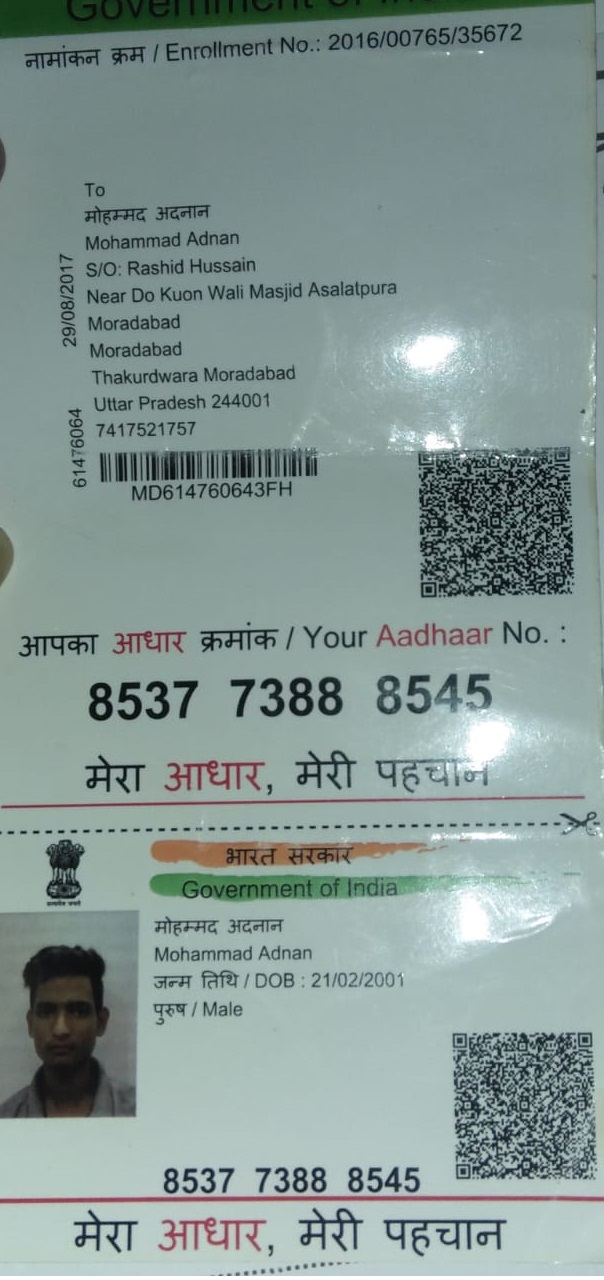 Government of India
नामांकन क्रम / Enrollment No.: 2016/00765/35672
To
मोहम्मद अदनान
Mohammad Adnan
S/O: Rashid Hussain
Near Do Kuon Wali Masjid Asalatpura
Moradabad
Moradabad
Thakurdwara Moradabad
Uttar Pradesh 244001
7417521757
29/08/2017
61476064
MD614760643FH
आपका आधार क्रमांक / Your Aadhaar No. :
8537 7388 8545
मेरा आधार, मेरी पहचान
भारत सरकार
Government of India
मोहम्मद अदनान
Mohammad Adnan
जन्म तिथि / DOB : 21/02/2001
पुरुष / Male
8537 7388 8545
मेरा आधार, मेरी पहचान